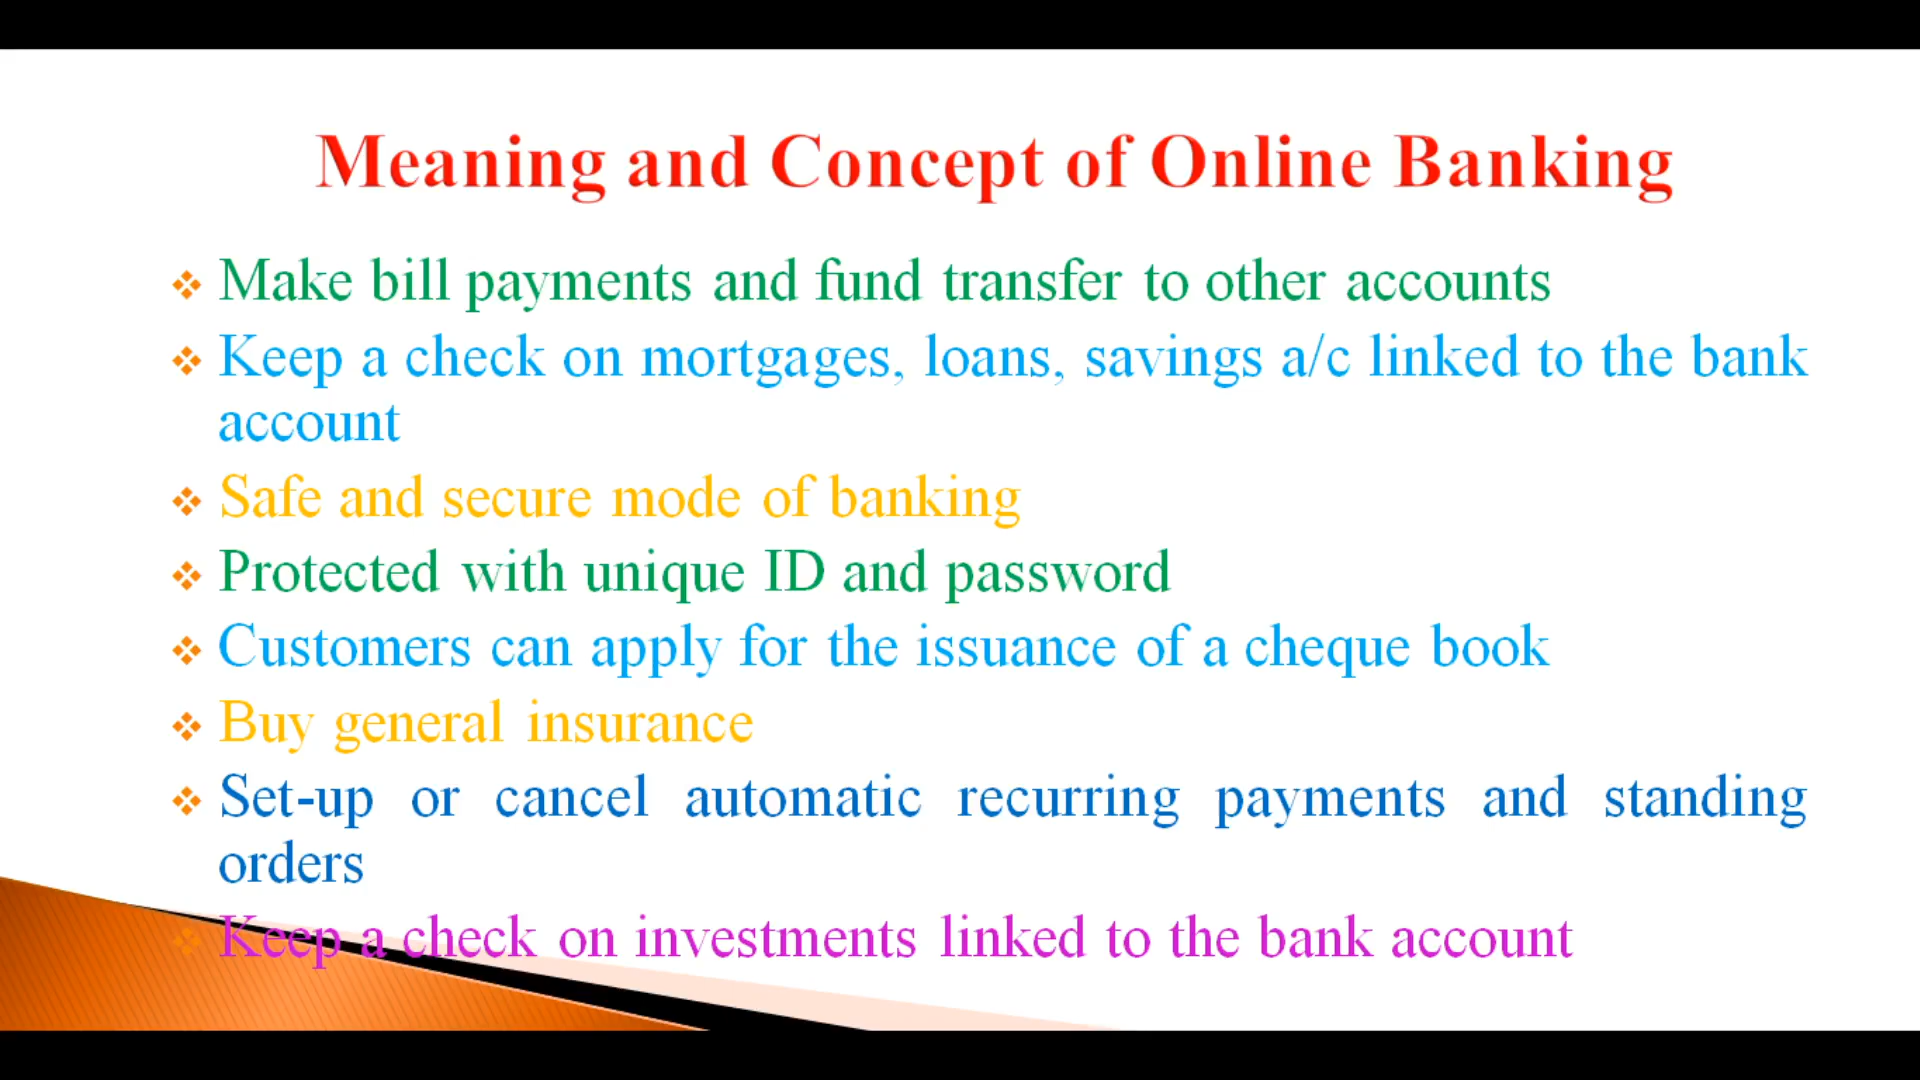 Meaning and Concept of Online Banking
Make bill payments and fund transfer to other accounts
Keep a check on mortgages, loans, savings a/c linked to the bank
account
Safe and secure mode of banking
Protected with unique ID and password
Customers can apply for the issuance of a cheque book
Buy general insurance
Set-up or cancel automatic recurring payments and standing
orders
Keep a check on investments linked to the bank account